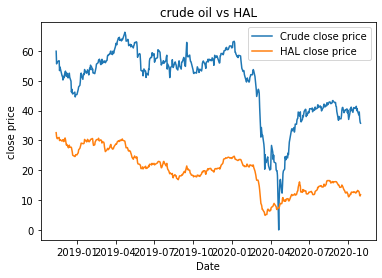 crude oil vs HAL
Crude close price
HAL close price
close price
60
50
40
30
20
10
0
2019-01 2019-04 2019-07 2019-10 2020-01 2020-04 2020-07 2020-10
Date